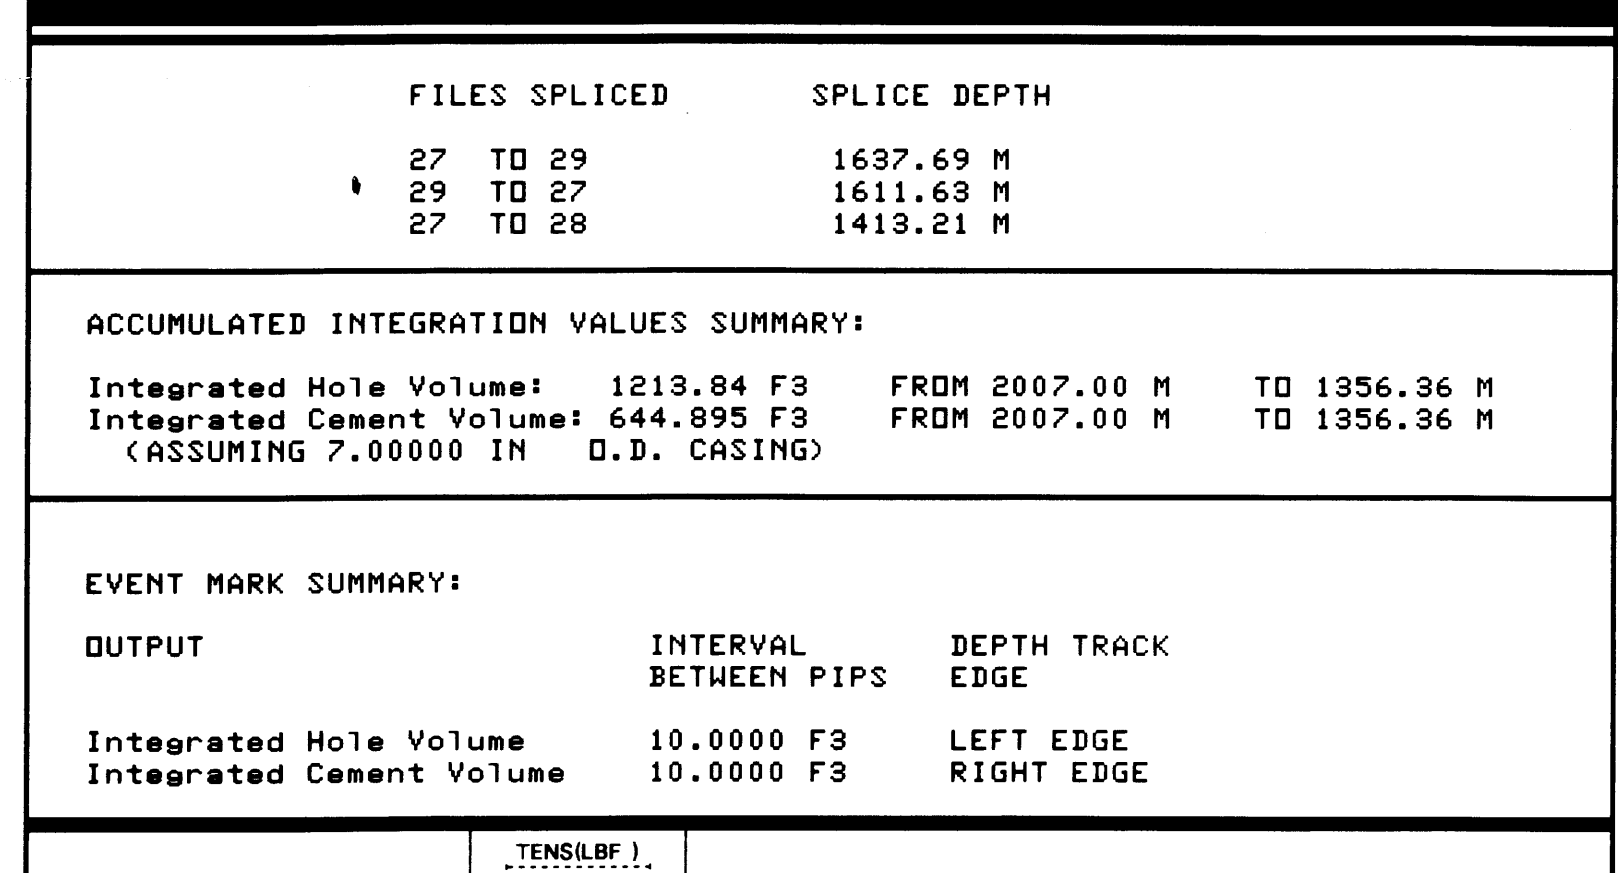 FILES SPLICED SPLICE DEPTH
27 TO 29 1637.69 M
29 TO 27 1611.63 M
27 TO 28 1413.21 M
ACCUMULATED INTEGRATION VALUES SUMMARY:
Integrated Hole Volume: 1213.84 F3 FROM 2007.00 M TO 1356.36 M
Integrated Cement Volume: 644.895 F3 FROM 2007.00 M TO 1356.36 M
(ASSUMING 7.00000 IN O.D. CASING)
EVENT MARK SUMMARY:
OUTPUT INTERVAL DEPTH TRACK
BETWEEN PIPS EDGE
Integrated Hole Volume 10.0000 F3 LEFT EDGE
Integrated Cement Volume 10.0000 F3 RIGHT EDGE
TENS(LBF )